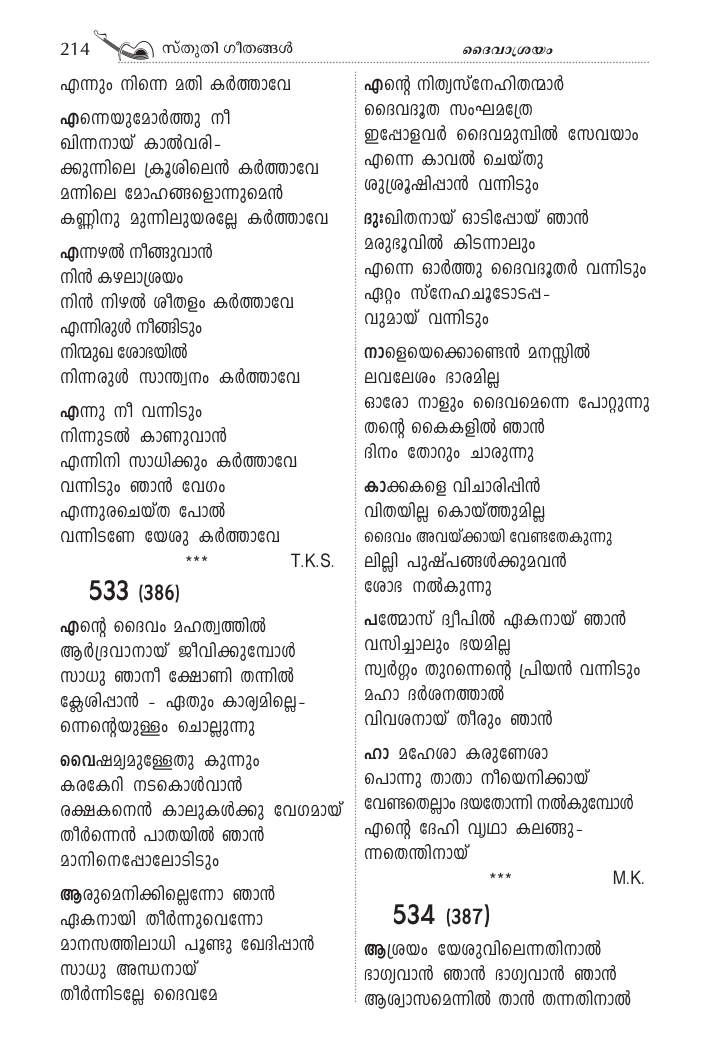 214 സ്തുതി ഗീതങ്ങൾ ദൈവാശ്രയം
എന്നും നിന്നെ മതി കർത്താവേ
എന്നെയുമോർത്തു നീ
ഖിന്നനായ് കാൽവരി-
ക്കുന്നിലെ ക്രൂശിലെൻ കർത്താവേ
മന്നിലെ മോഹങ്ങളൊന്നുമെൻ
കണ്ണിനു മുന്നിലുയരല്ലേ കർത്താവേ
എന്നഴൽ നീങ്ങുവാൻ
നിൻ കഴലാശ്രയം
നിൻ നിഴൽ ശീതളം കർത്താവേ
എന്നിരുൾ നീങ്ങിടും
നിന്മുഖ ശോഭയിൽ
നിന്നരുൾ സാന്ത്വനം കർത്താവേ
എന്നു നീ വന്നിടും
നിന്നുടൽ കാണുവാൻ
എന്നിനി സാധിക്കും കർത്താവേ
വന്നിടും ഞാൻ വേഗം
എന്നുരചെയ്ത പോൽ
വന്നിടണേ യേശു കർത്താവേ
*** T.K.S.
533 (386)
എന്റെ ദൈവം മഹത്വത്തിൽ
ആർദ്രവാനായ് ജീവിക്കുമ്പോൾ
സാധു ഞാനീ ക്ഷോണി തന്നിൽ
ക്ലേശിപ്പാൻ - ഏതും കാര്യമില്ലെ-
ന്നെന്റെയുള്ളം ചൊല്ലുന്നു
വൈഷമ്യമുള്ളേതു കുന്നും
കരകേറി നടകൊൾവാൻ
രക്ഷകനെൻ കാലുകൾക്കു വേഗമായ്
തീർന്നെൻ പാതയിൽ ഞാൻ
മാനിനെപ്പോലോടിടും
ആരുമെനിക്കില്ലെന്നോ ഞാൻ
ഏകനായി തീർന്നുവെന്നോ
മാനസത്തിലാധി പൂണ്ടു ഖേദിപ്പാൻ
സാധു അന്ധനായ്
തീർന്നിടല്ലേ ദൈവമേ
എന്റെ നിത്യസ്നേഹിതന്മാർ
ദൈവദൂത സംഘമത്രേ
ഇപ്പോളവർ ദൈവമുമ്പിൽ സേവയാം
എന്നെ കാവൽ ചെയ്തു
ശുശ്രൂഷിപ്പാൻ വന്നിടും
ദുഃഖിതനായ് ഓടിപ്പോയ് ഞാൻ
മരുഭൂവിൽ കിടന്നാലും
എന്നെ ഓർത്തു ദൈവദൂതർ വന്നിടും
ഏറ്റം സ്നേഹചൂടോടപ്പ-
വുമായ് വന്നിടും
നാളെയെക്കൊണ്ടെൻ മനസ്സിൽ
ലവലേശം ഭാരമില്ല
ഓരോ നാളും ദൈവമെന്നെ പോറ്റുന്നു
തന്റെ കൈകളിൽ ഞാൻ
ദിനം തോറും ചാരുന്നു
കാക്കകളെ വിചാരിപ്പിൻ
വിതയില്ല കൊയ്ത്തുമില്ല
ദൈവം അവയ്ക്കായി വേണ്ടതേകുന്നു
ലില്ലി പുഷ്പങ്ങൾക്കുമവൻ
ശോഭ നൽകുന്നു
പത്മോസ് ദ്വീപിൽ ഏകനായ് ഞാൻ
വസിച്ചാലും ഭയമില്ല
സ്വർഗ്ഗം തുറന്നെന്റെ പ്രിയൻ വന്നിടും
മഹാ ദർശനത്താൽ
വിവശനായ് തീരും ഞാൻ
ഹാ മഹേശാ കരുണേശാ
പൊന്നു താതാ നീയെനിക്കായ്
വേണ്ടതെല്ലാം ദയതോന്നി നൽകുമ്പോൾ
എന്റെ ദേഹി വൃഥാ കലങ്ങു-
ന്നതെന്തിനായ്
*** M.K.
534 (387)
ആശ്രയം യേശുവിലെന്നതിനാൽ
ഭാഗ്യവാൻ ഞാൻ ഭാഗ്യവാൻ ഞാൻ
ആശ്വാസമെന്നിൽ താൻ തന്നതിനാൽ